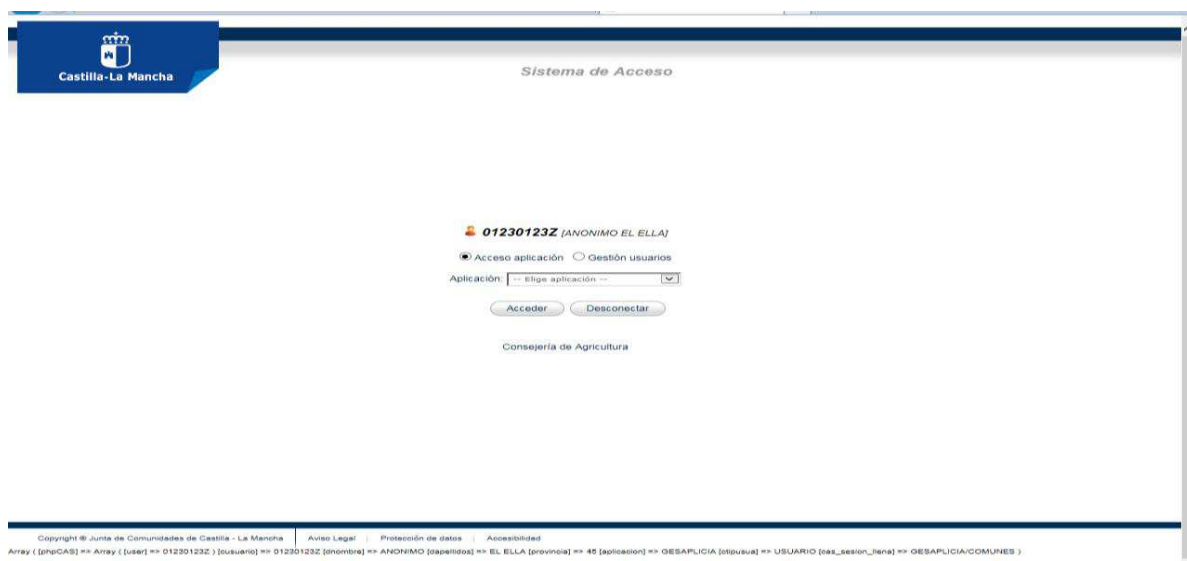 Castilla-La Mancha
Sistema de Acceso
01230123Z [ANONIMO EL ELLA]
Acceso aplicación Gestión usuarios
Aplicación: -- Elige aplicación --
Acceder Desconectar
Consejería de Agricultura
Copyright © Junta de Comunidades de Castilla - La Mancha | Aviso Legal | Protección de datos | Accesibilidad
Array ( [phpCAS] => Array ( [user] => 01230123Z ) [cusuario] => 01230123Z [dnombre] => ANONIMO [dapellidos] => EL ELLA [provincia] => 45 [aplicacion] => GESAPLICIA [ctipusua] => USUARIO [cas_sesion_llena] => GESAPLICIA/COMUNES )